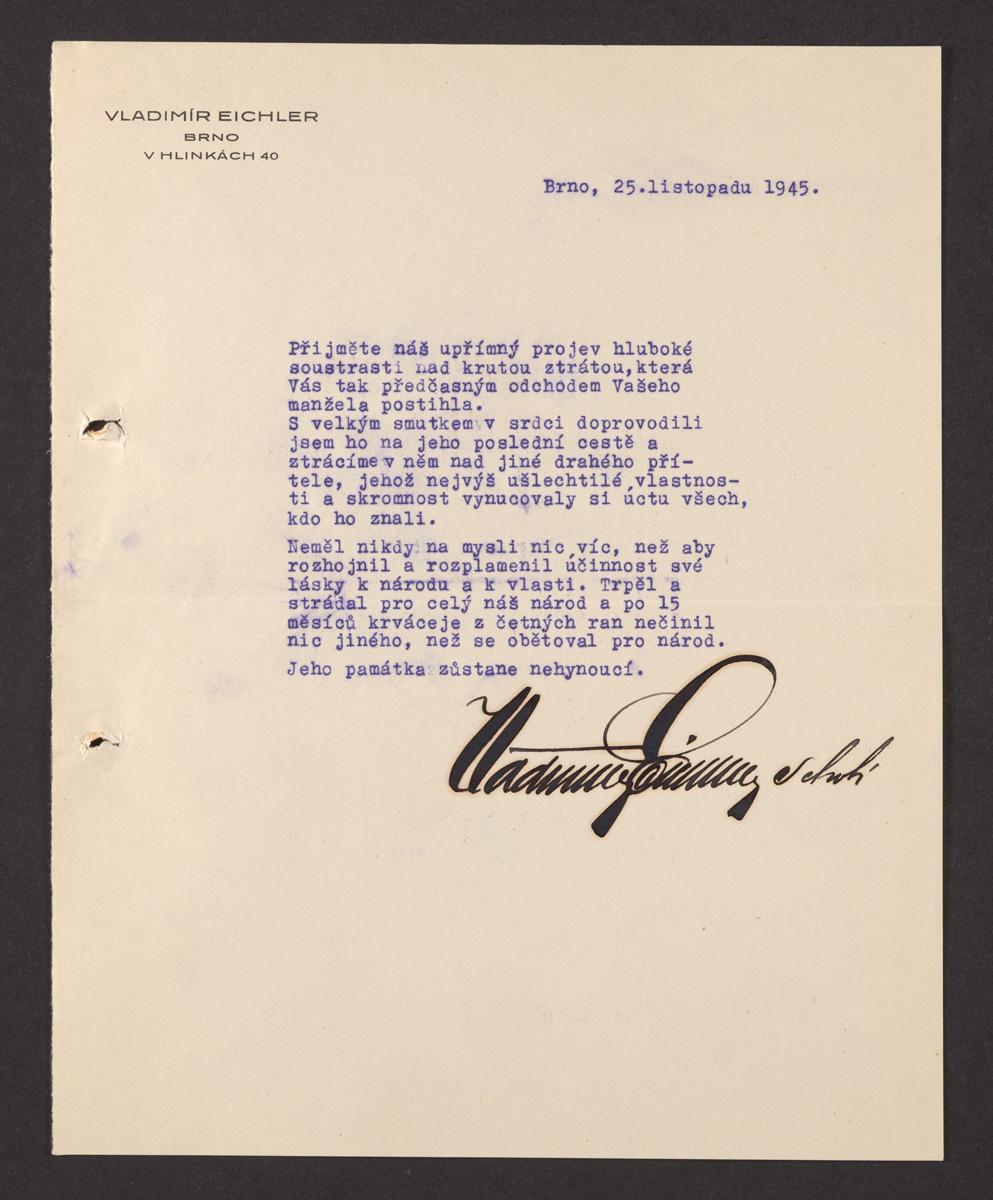 VLADIMÍR EICHLER
BRNO
V HLINKÁCH 40
Brno, 25.listopadu 1945.
Přijměte náš upřímný projev hluboké
soustrasti nad krutou ztrátou,která
Vás tak předčasným odchodem Vašeho
manžela postihla.
S velkým smutkem v srdci doprovodili
jsem ho na jeho poslední cestě a
ztrácíme v něm nad jiné drahého pří-
tele, jehož nejvýš ušlechtilé vlastnos-
ti a skromnost vynucovaly si úctu všech,
kdo ho znali.
Neměl nikdy na mysli nic víc, než aby
rozhojnil a rozplamenil účinnost své
lásky k národu a k vlasti. Trpěl a
strádal pro celý náš národ a po 15
měsíců krváceje z četných ran nečinil
nic jiného, než se obětoval pro národ.
Jeho památka zůstane nehynoucí.